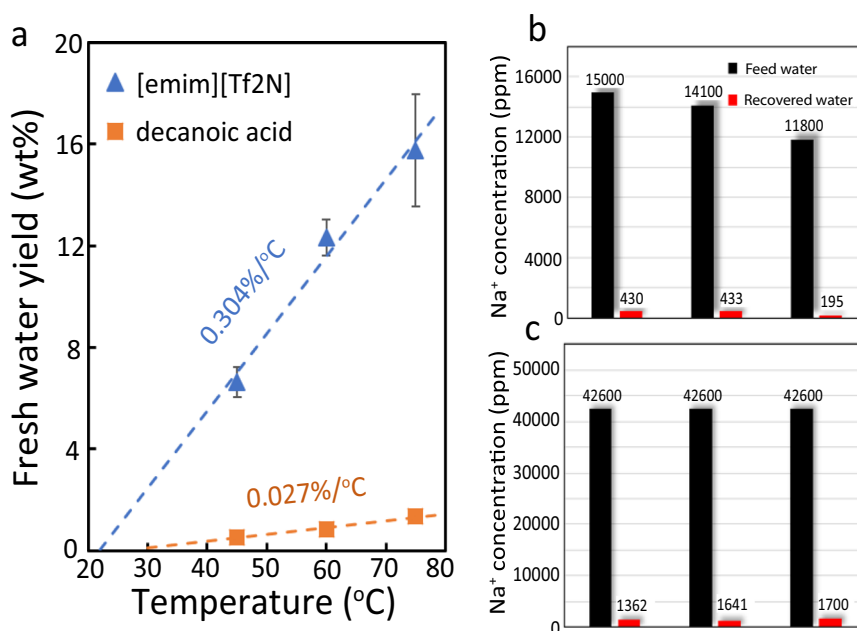 a
Fresh water yield (wt%)
20
16
12
8
4
0
[emim][Tf2N]
decanoic acid
0.304%/°C
0.027%/°C
20 30 40 50 60 70 80
Temperature (°C)
b
Na⁺ concentration (ppm)
16000
12000
8000
4000
0
Feed water
Recovered water
15000 14100 11800
430 433 195
c
Na⁺ concentration (ppm)
50000
40000
30000
20000
10000
0
42600 42600 42600
1362 1641 1700